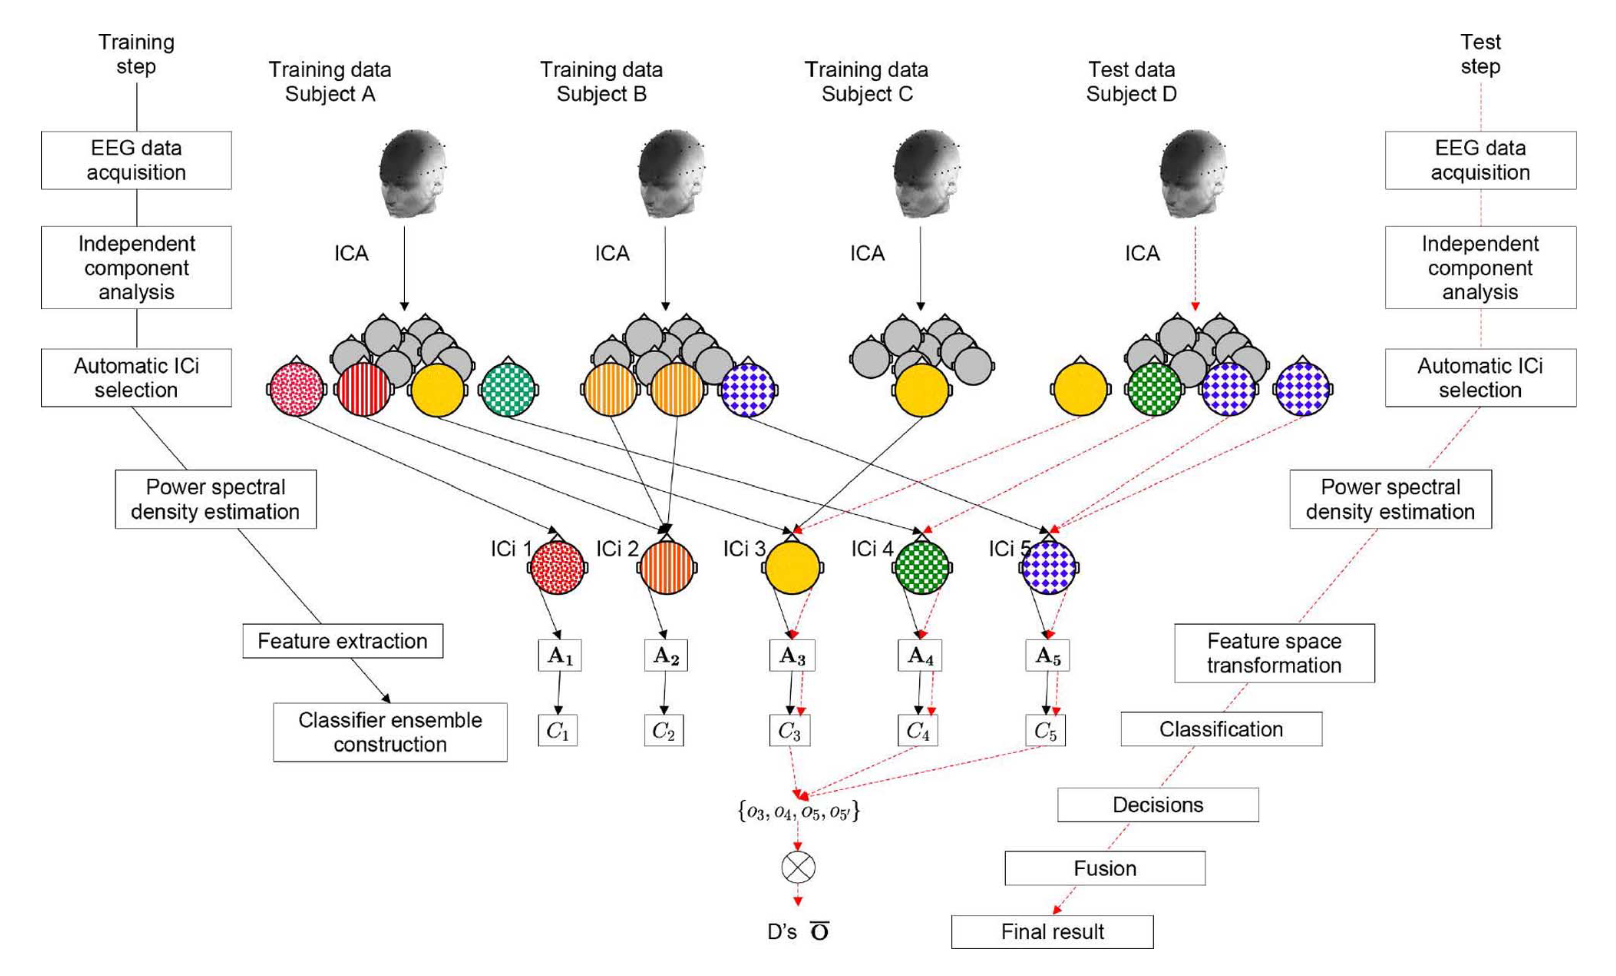 Training
step
Training data
Subject A
Training data
Subject B
Training data
Subject C
Test data
Subject D
Test
step
EEG data
acquisition
EEG data
acquisition
Independent
component
analysis
ICA
ICA
ICA
ICA
Independent
component
analysis
Automatic ICi
selection
Automatic ICi
selection
Power spectral
density estimation
Power spectral
density estimation
ICi 1
ICi 2
ICi 3
ICi 4
ICi 5
Feature extraction
A₁
A₂
A₃
A₄
A₅
Feature space
transformation
Classifier ensemble
construction
C₁
C₂
C₃
C₄
C₅
Classification
{o₃, o₄, o₅, o₅′}
Decisions
Fusion
D's O̅
Final result